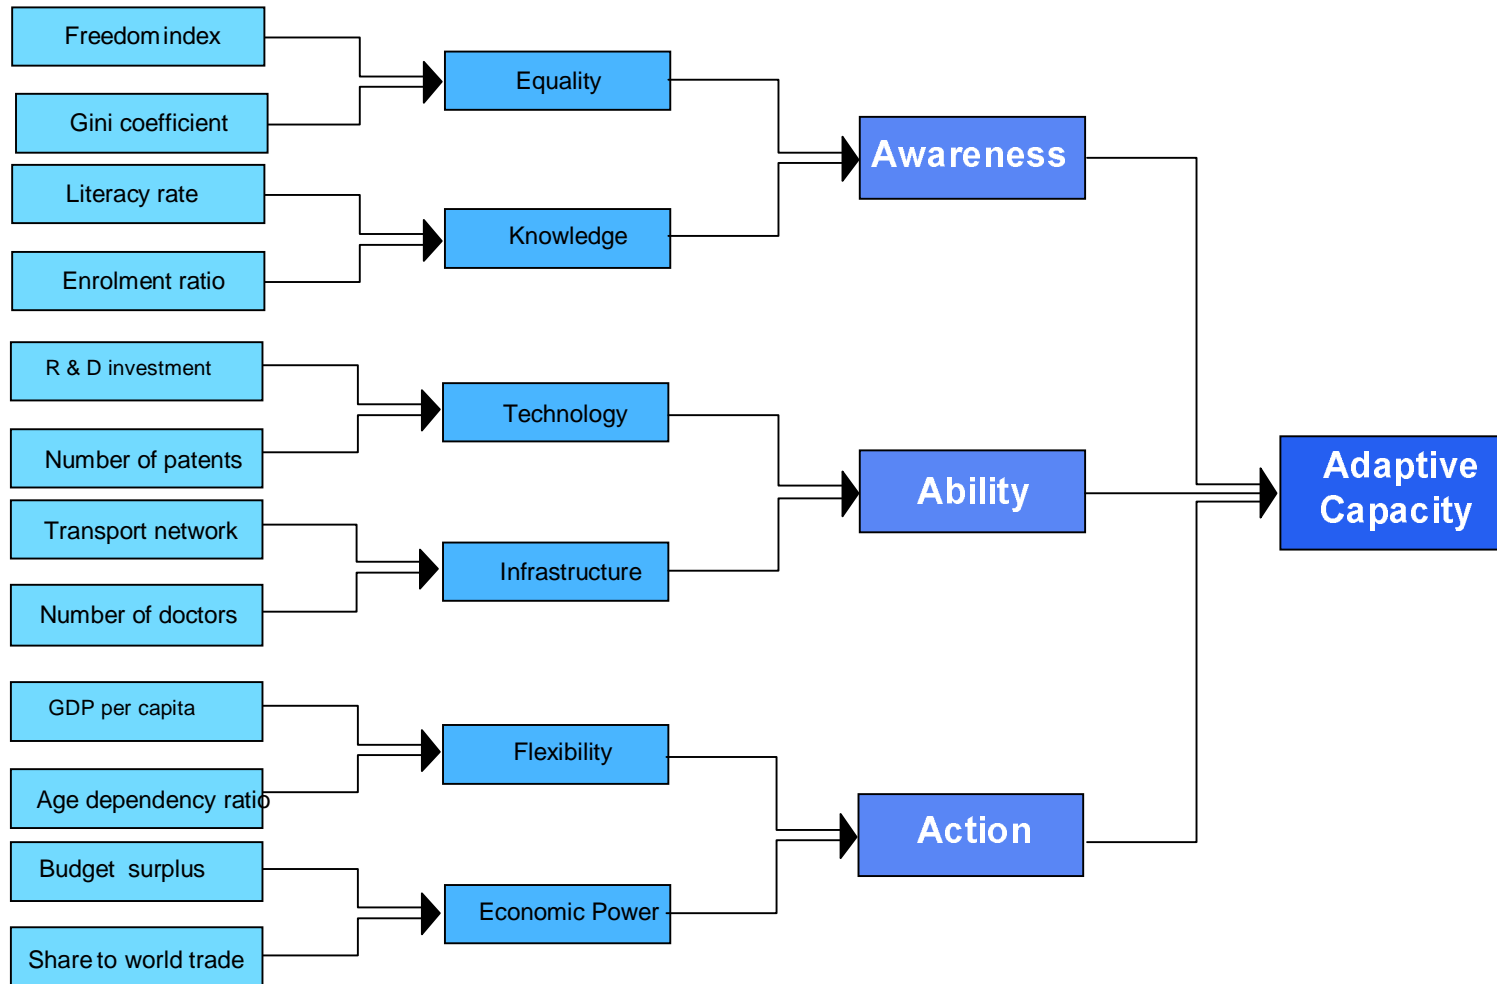 Freedom index
Gini coefficient
Literacy rate
Enrolment ratio
R & D investment
Number of patents
Transport network
Number of doctors
GDP per capita
Age dependency ratio
Budget surplus
Share to world trade
Equality
Knowledge
Technology
Infrastructure
Flexibility
Economic Power
Awareness
Ability
Action
Adaptive
Capacity